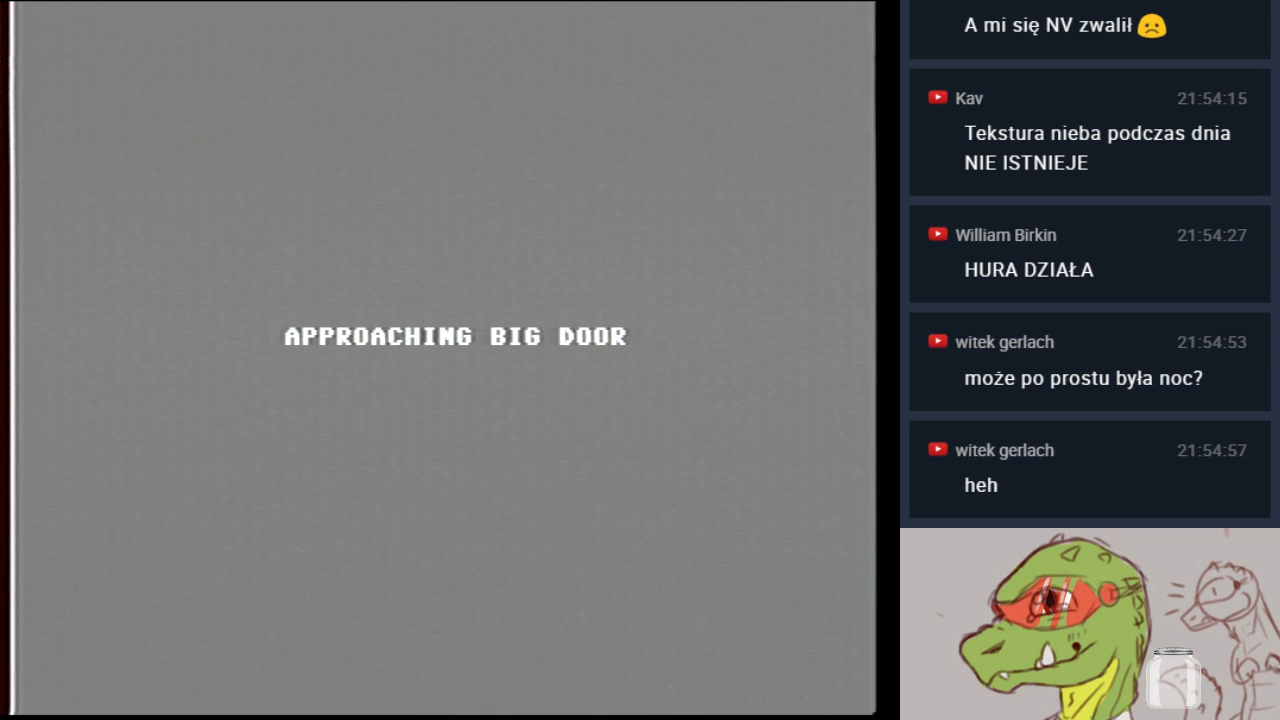 APPROACHING BIG DOOR
A mi się NV zwalił
Kav 21:54:15
Tekstura nieba podczas dnia
NIE ISTNIEJE
William Birkin 21:54:27
HURA DZIAŁA
witek gerlach 21:54:53
może po prostu była noc?
witek gerlach 21:54:57
heh